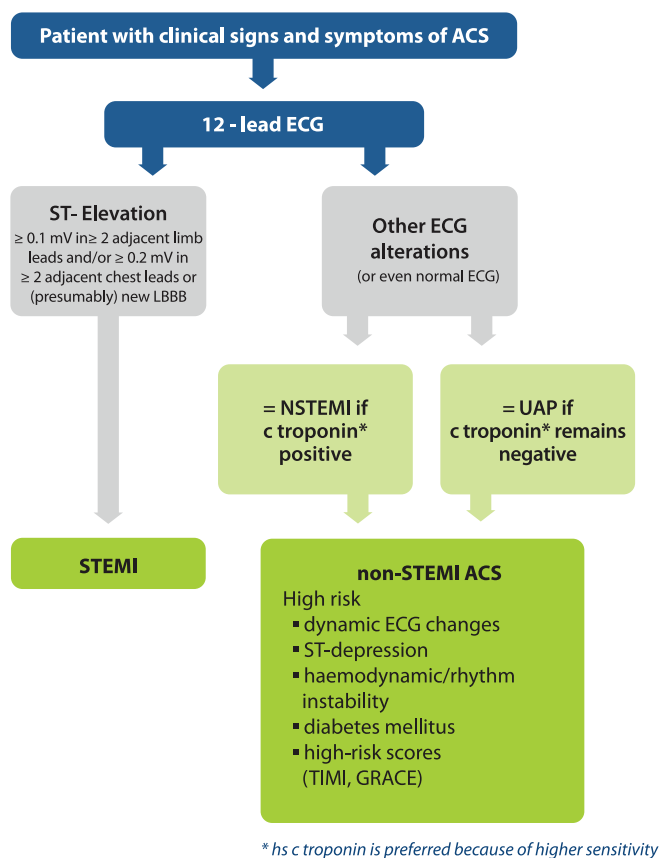 Patient with clinical signs and symptoms of ACS
12 - lead ECG
ST- Elevation
≥ 0.1 mV in≥ 2 adjacent limb
leads and/or ≥ 0.2 mV in
≥ 2 adjacent chest leads or
(presumably) new LBBB
Other ECG
alterations
(or even normal ECG)
= NSTEMI if
c troponin*
positive
= UAP if
c troponin* remains
negative
STEMI
non-STEMI ACS
High risk
▪ dynamic ECG changes
▪ ST-depression
▪ haemodynamic/rhythm
instability
▪ diabetes mellitus
▪ high-risk scores
(TIMI, GRACE)
* hs c troponin is preferred because of higher sensitivity